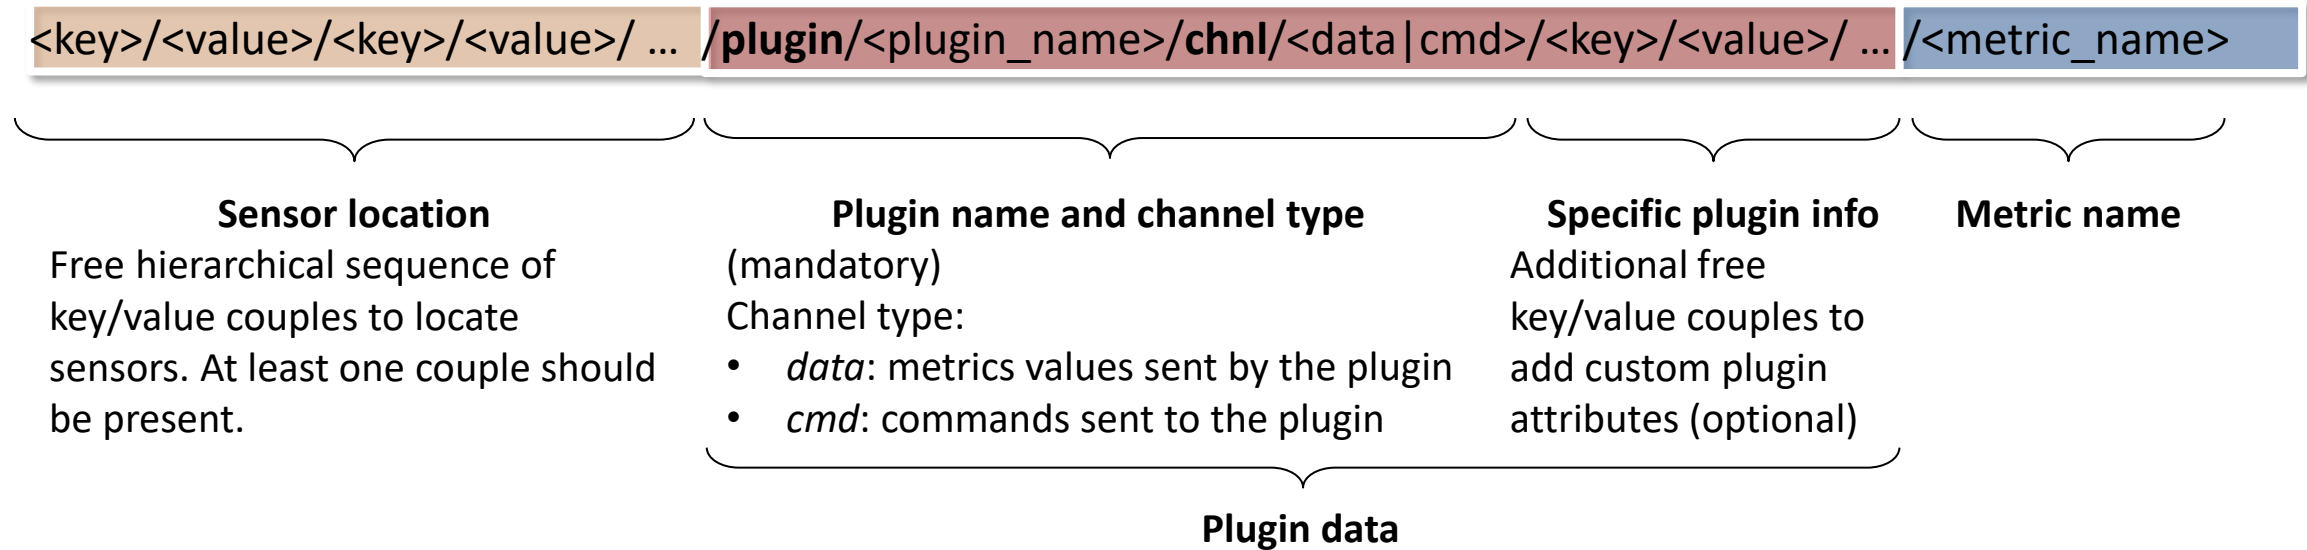 <key>/<value>/<key>/<value>/ … /plugin/<plugin_name>/chnl/<data|cmd>/<key>/<value>/ … /<metric_name>
Sensor location
Free hierarchical sequence of
key/value couples to locate
sensors. At least one couple should
be present.
Plugin name and channel type
(mandatory)
Channel type:
• data: metrics values sent by the plugin
• cmd: commands sent to the plugin
Specific plugin info
Additional free
key/value couples to
add custom plugin
attributes (optional)
Metric name
Plugin data